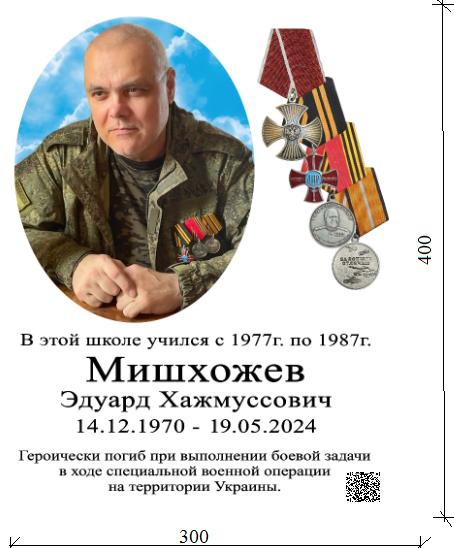 В этой школе учился с 1977г. по 1987г.
Мишхожев
Эдуард Хажмуссович
14.12.1970 - 19.05.2024
Героически погиб при выполнении боевой задачи
в ходе специальной военной операции
на территории Украины.
400
300